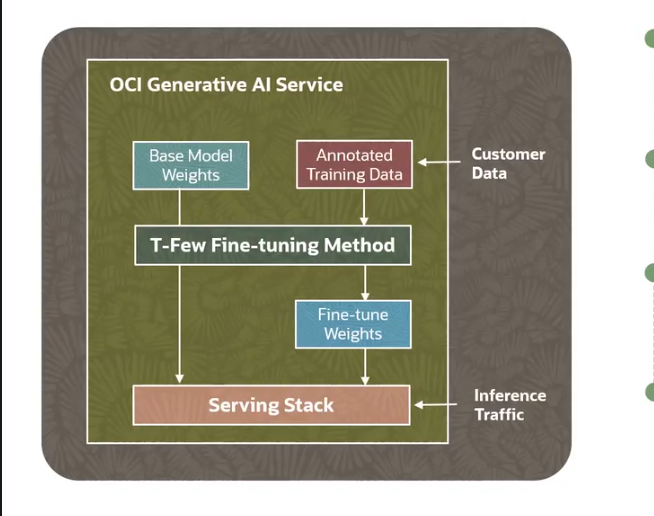 OCI Generative AI Service
Base Model
Weights
Annotated
Training Data
Customer
Data
T-Few Fine-tuning Method
Fine-tune
Weights
Serving Stack
Inference
Traffic